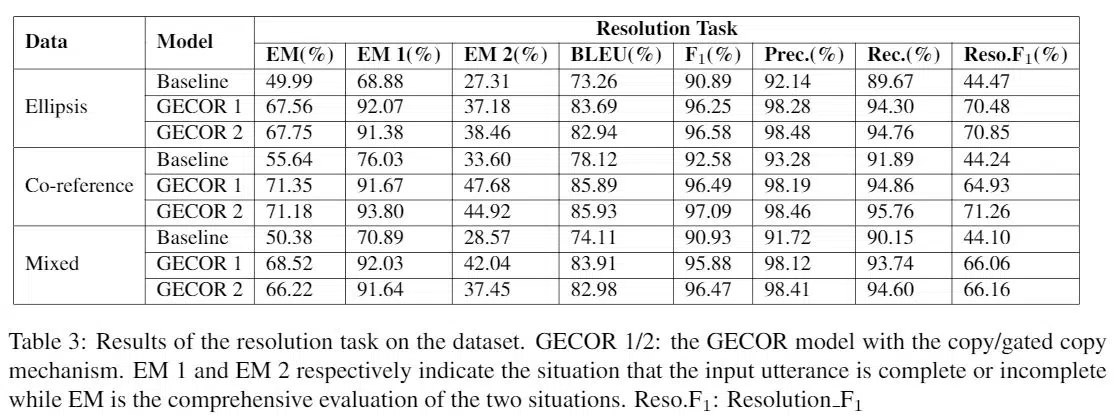 Data Model Resolution Task
EM(%) EM 1(%) EM 2(%) BLEU(%) F₁(%) Prec.(%) Rec.(%) Reso.F₁(%)
Ellipsis Baseline 49.99 68.88 27.31 73.26 90.89 92.14 89.67 44.47
GECOR 1 67.56 92.07 37.18 83.69 96.25 98.28 94.30 70.48
GECOR 2 67.75 91.38 38.46 82.94 96.58 98.48 94.76 70.85
Co-reference Baseline 55.64 76.03 33.60 78.12 92.58 93.28 91.89 44.24
GECOR 1 71.35 91.67 47.68 85.89 96.49 98.19 94.86 64.93
GECOR 2 71.18 93.80 44.92 85.93 97.09 98.46 95.76 71.26
Mixed Baseline 50.38 70.89 28.57 74.11 90.93 91.72 90.15 44.10
GECOR 1 68.52 92.03 42.04 83.91 95.88 98.12 93.74 66.06
GECOR 2 66.22 91.64 37.45 82.98 96.47 98.41 94.60 66.16
Table 3: Results of the resolution task on the dataset. GECOR 1/2: the GECOR model with the copy/gated copy
mechanism. EM 1 and EM 2 respectively indicate the situation that the input utterance is complete or incomplete
while EM is the comprehensive evaluation of the two situations. Reso.F₁: Resolution_F₁